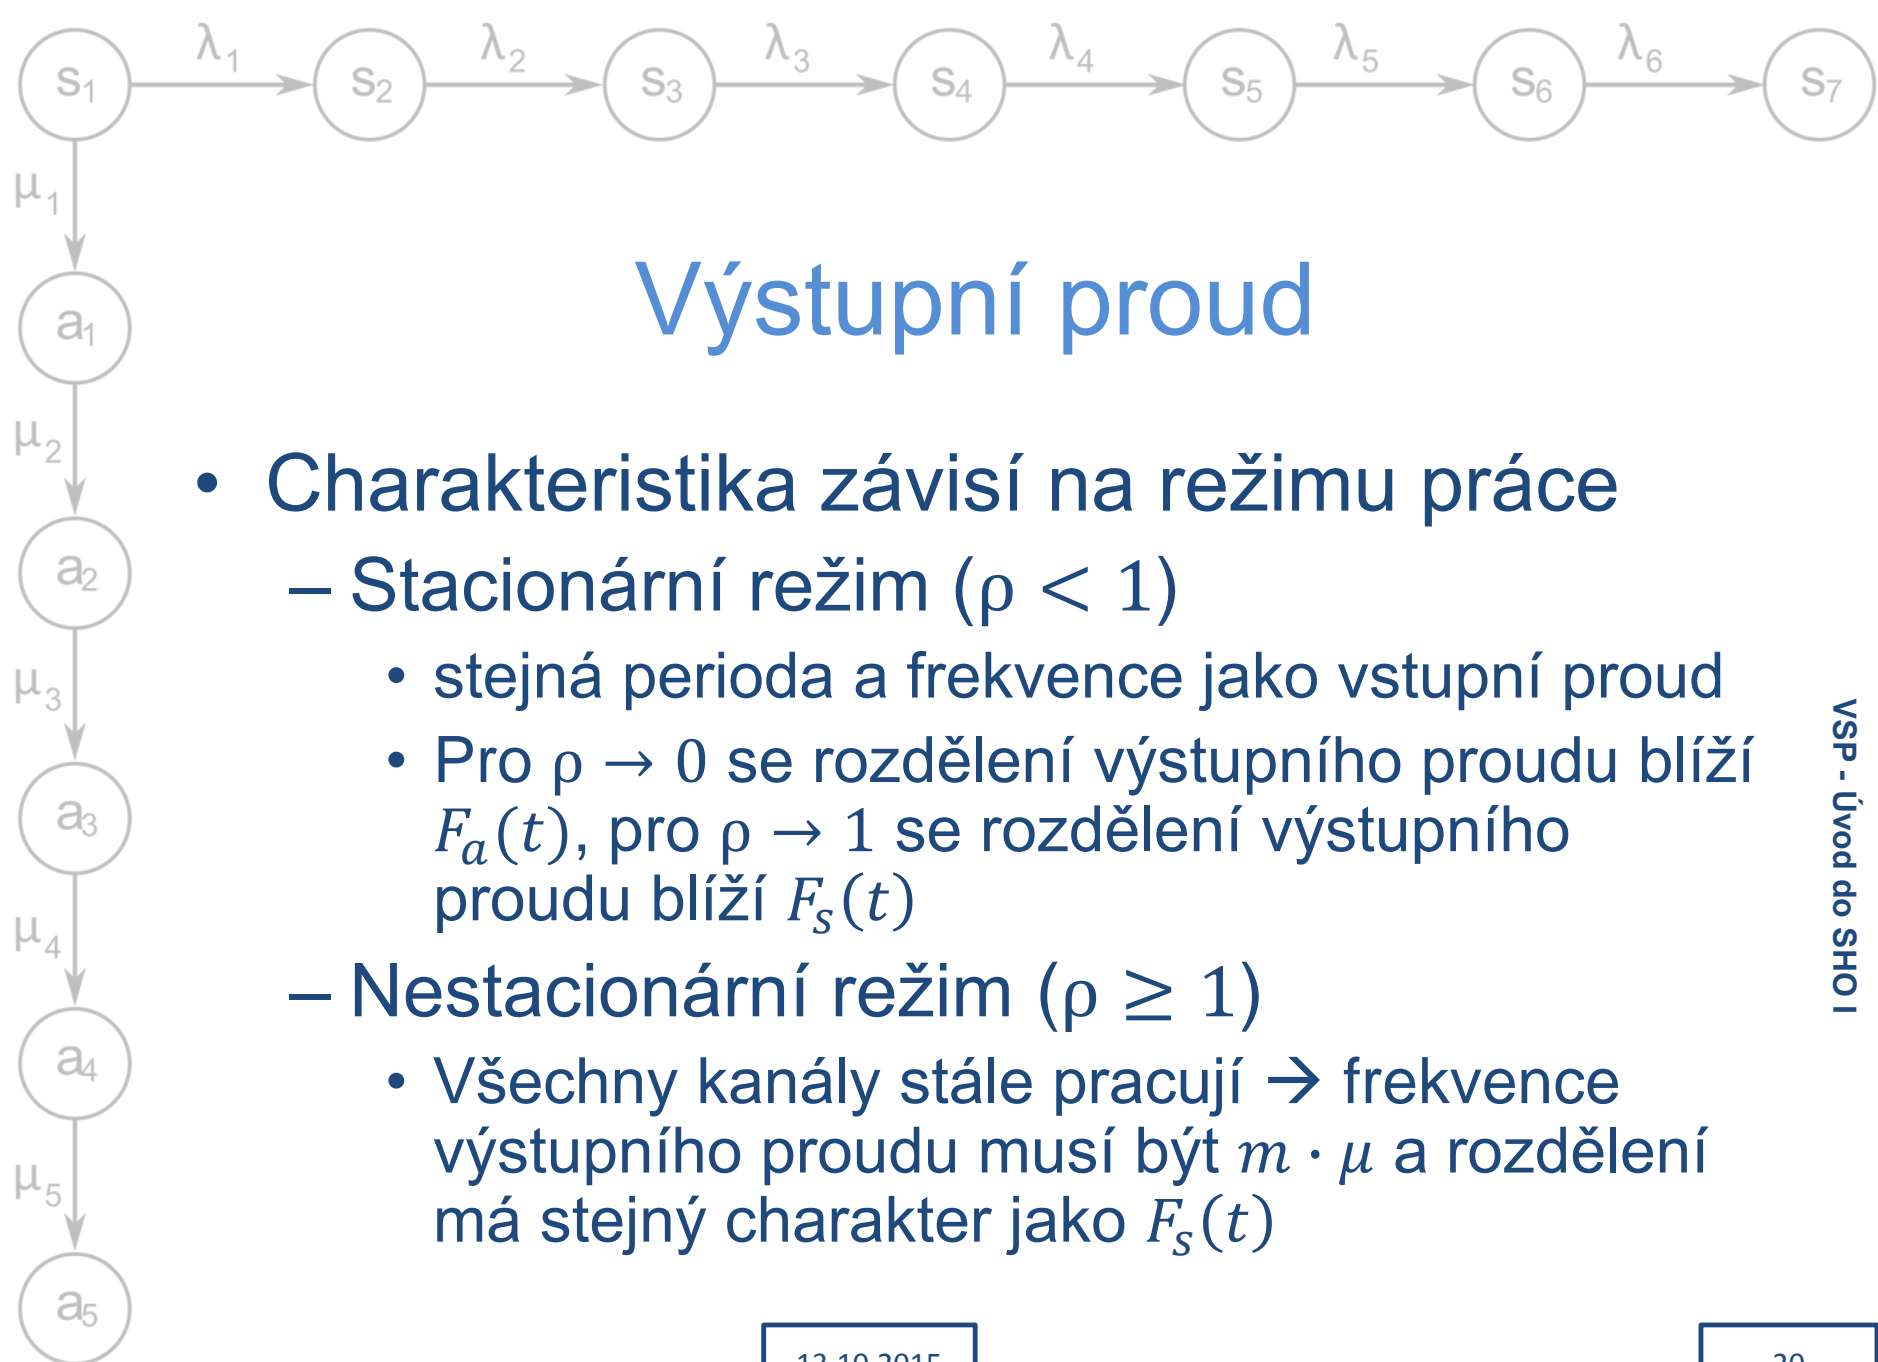 s1 λ1 s2 λ2 s3 λ3 s4 λ4 s5 λ5 s6 λ6 s7
μ1
a1
μ2
a2
μ3
a3
μ4
a4
μ5
a5
Výstupní proud
• Charakteristika závisí na režimu práce
– Stacionární režim (ρ < 1)
• stejná perioda a frekvence jako vstupní proud
• Pro ρ → 0 se rozdělení výstupního proudu blíží
Fa(t), pro ρ → 1 se rozdělení výstupního
proudu blíží Fs(t)
– Nestacionární režim (ρ ≥ 1)
• Všechny kanály stále pracují → frekvence
výstupního proudu musí být m · μ a rozdělení
má stejný charakter jako Fs(t)
VSP - Úvod do SHO I